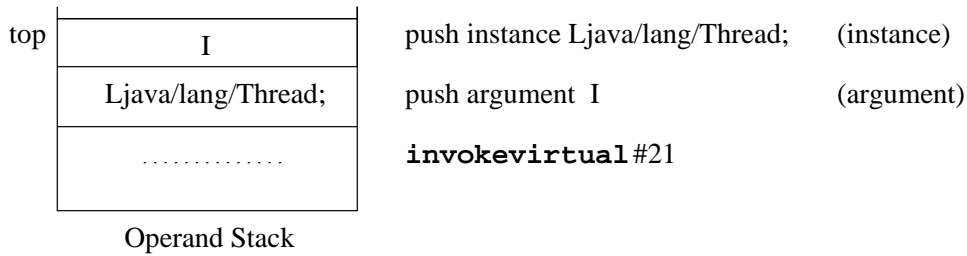 top I push instance Ljava/lang/Thread; (instance)
Ljava/lang/Thread; push argument I (argument)
.............. invokevirtual #21
Operand Stack